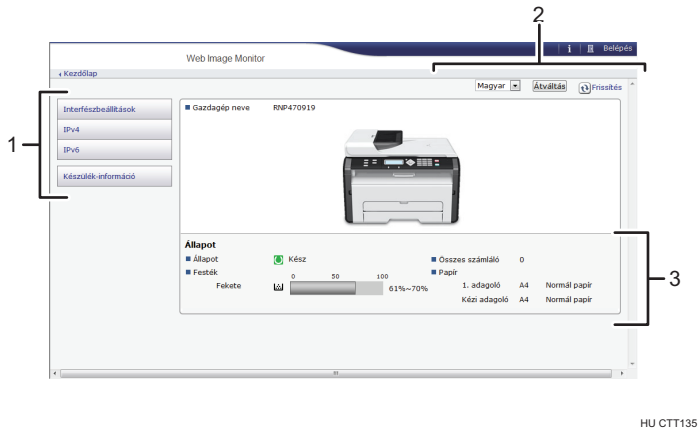 2
i
Belépés
Web Image Monitor
Kezdőlap
Magyar
Átváltás
Frissítés
1
Interfészbeállítások
IPv4
IPv6
Készülék-információ
Gazdagép neve RNP470919
Állapot
Állapot Kész Összes számláló 0
Festék 0 50 100 Papír
Fekete 61%~70% 1. adagoló A4 Normál papír
Kézi adagoló A4 Normál papír
3
HU CTT135